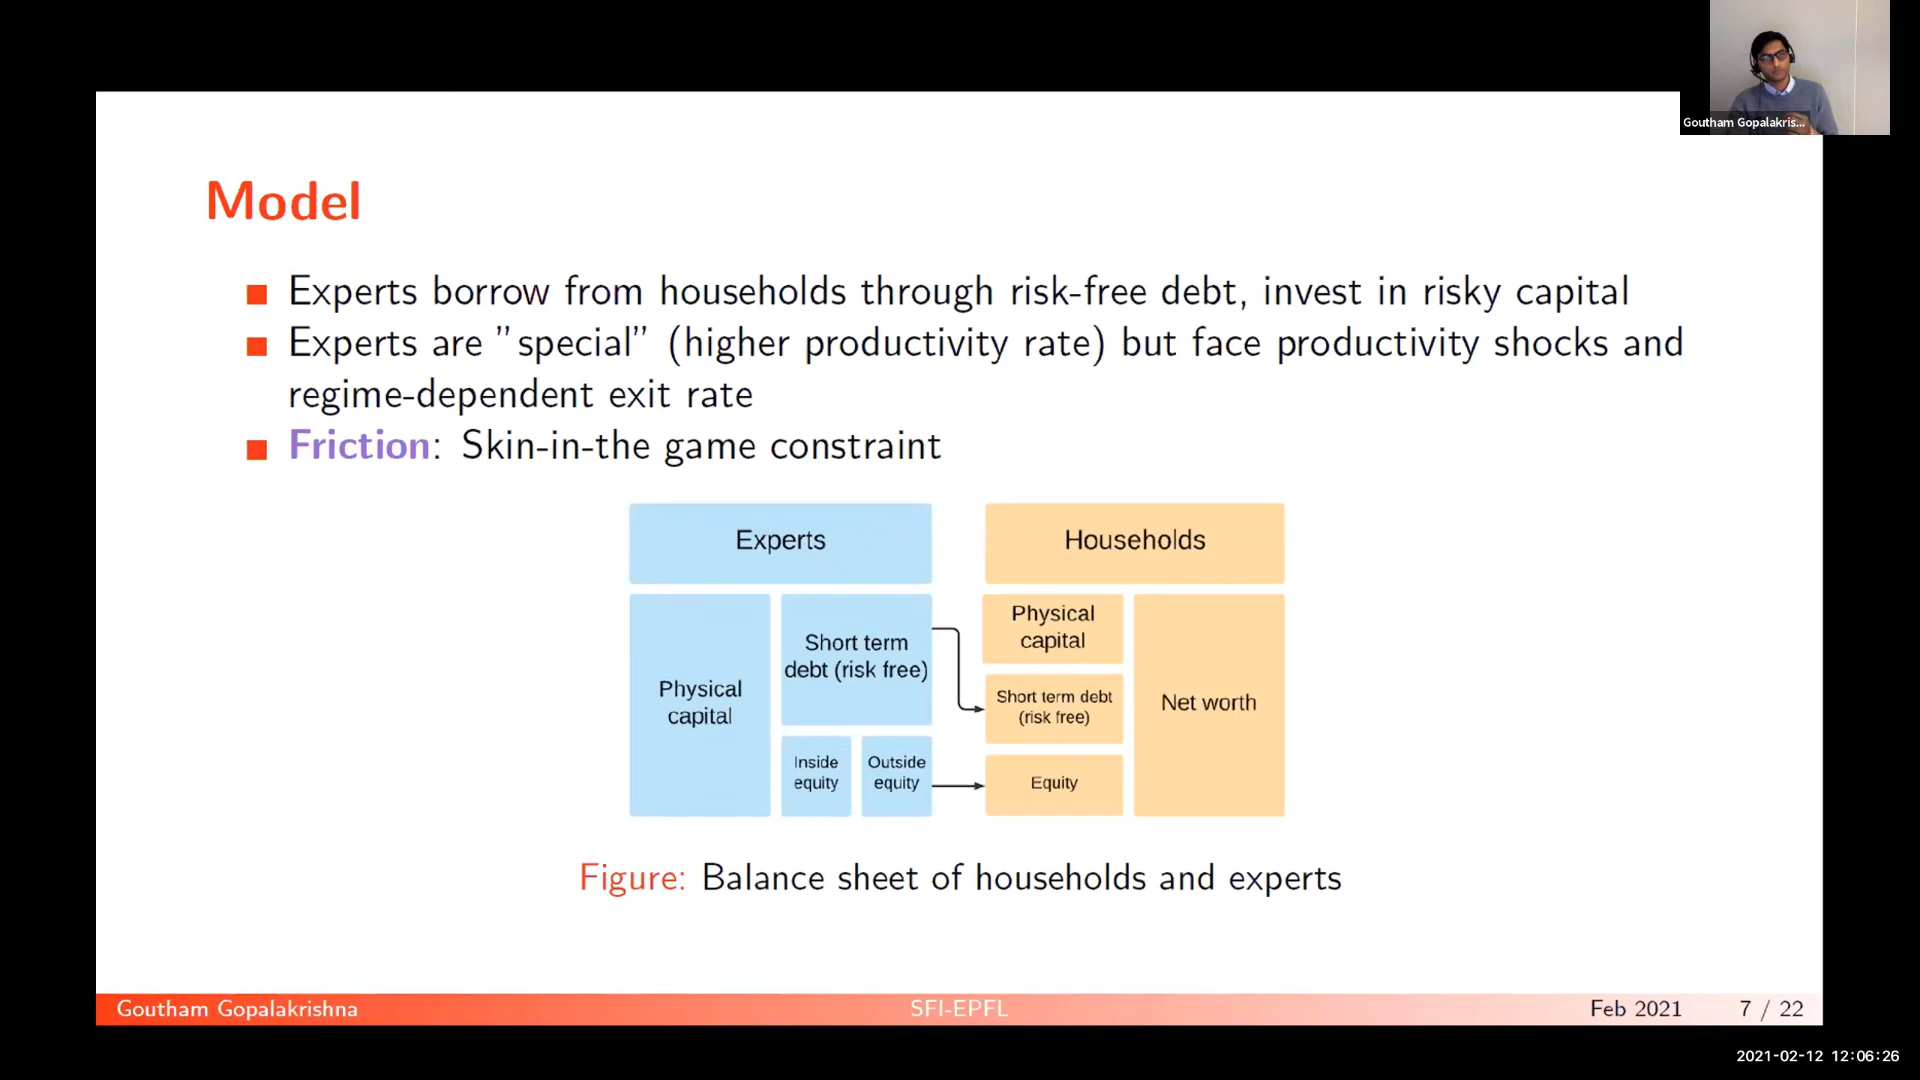 Goutham Gopalakris...
Model
Experts borrow from households through risk-free debt, invest in risky capital
Experts are "special" (higher productivity rate) but face productivity shocks and
regime-dependent exit rate
Friction: Skin-in-the game constraint
Experts
Households
Physical
capital
Short term
debt (risk free)
Inside
equity
Outside
equity
Physical
capital
Short term debt
(risk free)
Equity
Net worth
Figure: Balance sheet of households and experts
Goutham Gopalakrishna SFI-EPFL Feb 2021 7 / 22
2021-02-12 12:06:26